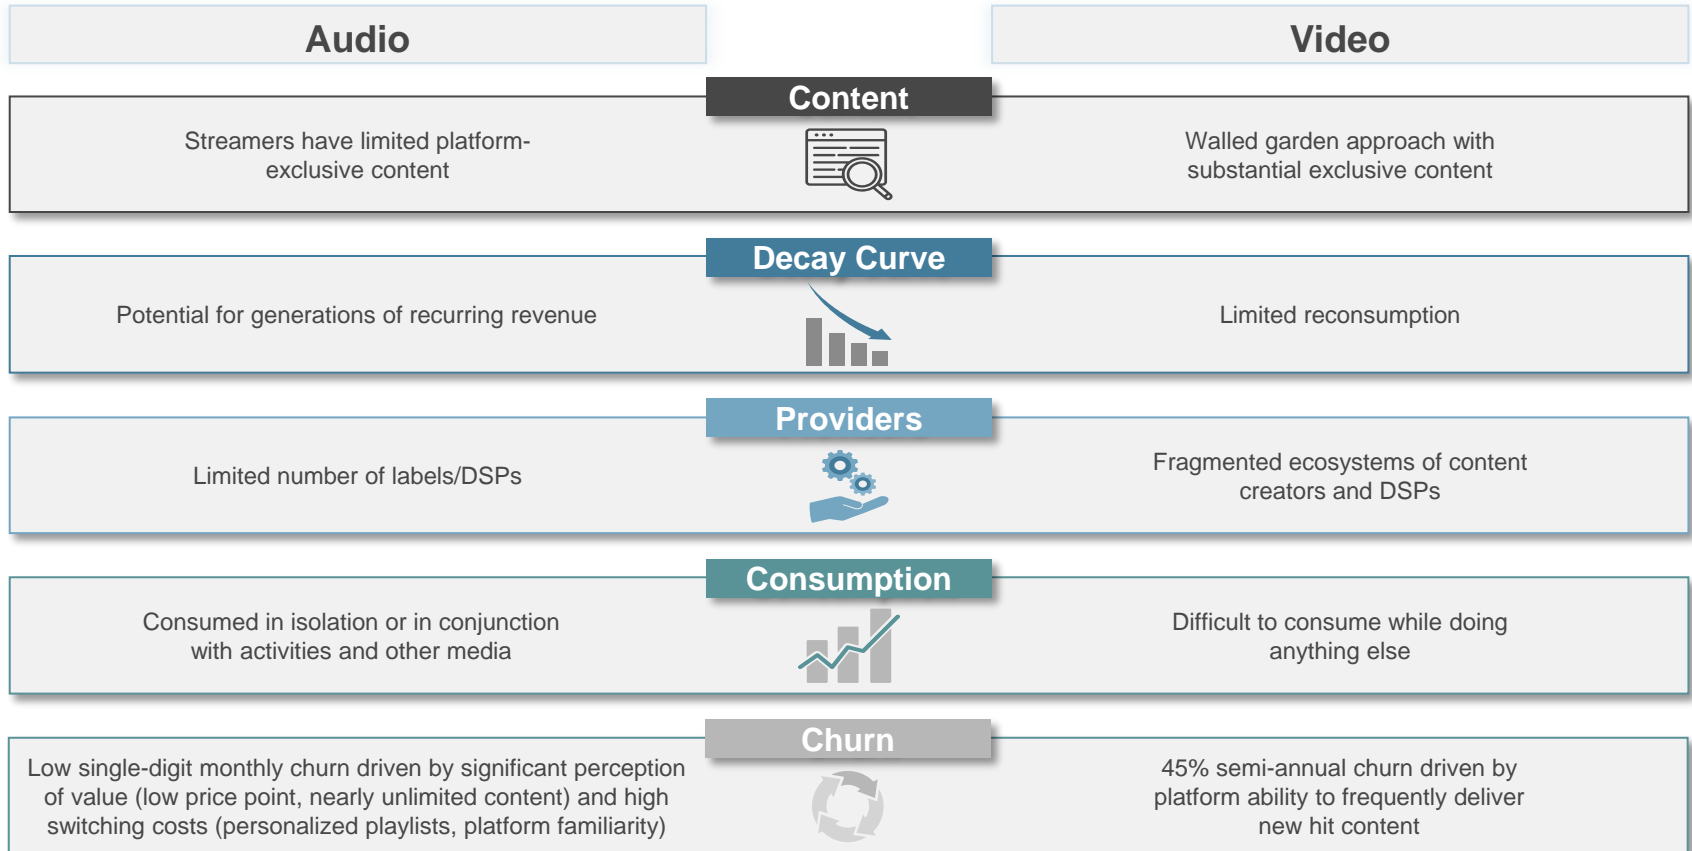 Audio
Video
Content
Streamers have limited platform-
exclusive content
Walled garden approach with
substantial exclusive content
Decay Curve
Potential for generations of recurring revenue
Limited reconsumption
Providers
Limited number of labels/DSPs
Fragmented ecosystems of content
creators and DSPs
Consumption
Consumed in isolation or in conjunction
with activities and other media
Difficult to consume while doing
anything else
Churn
Low single-digit monthly churn driven by significant perception
of value (low price point, nearly unlimited content) and high
switching costs (personalized playlists, platform familiarity)
45% semi-annual churn driven by
platform ability to frequently deliver
new hit content